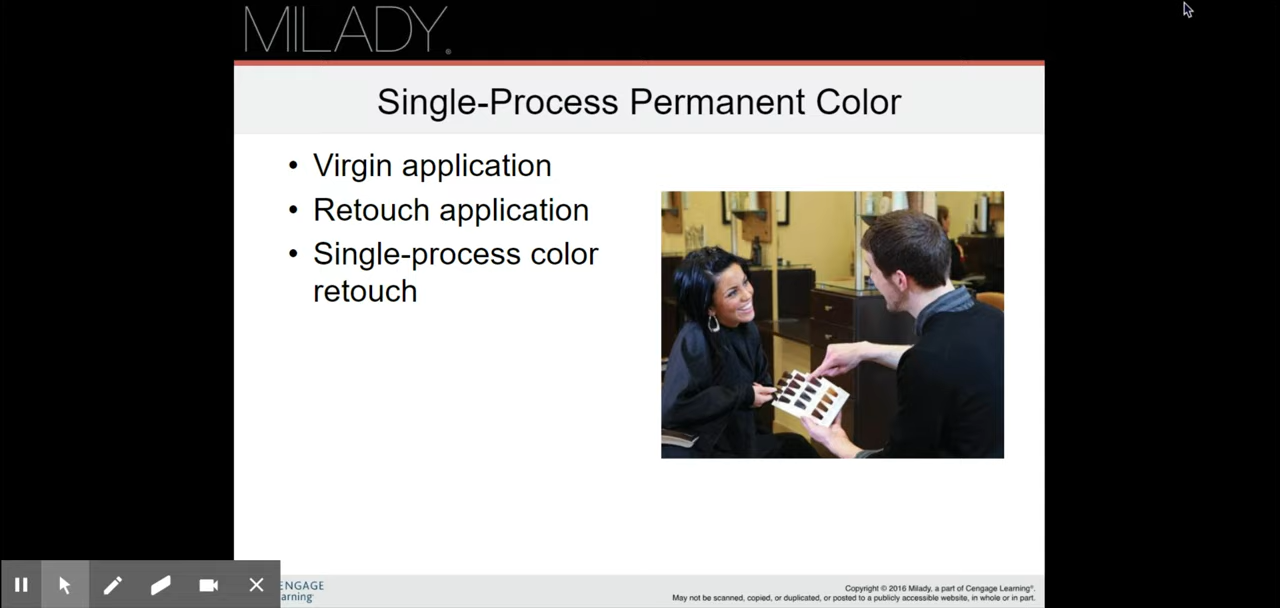 MILADY.
Single-Process Permanent Color
• Virgin application
• Retouch application
• Single-process color
retouch
ENGAGE
arning
Copyright © 2016 Milady, a part of Cengage Learning®.
May not be scanned, copied, or duplicated, or posted to a publicly accessible website, in whole or in part.